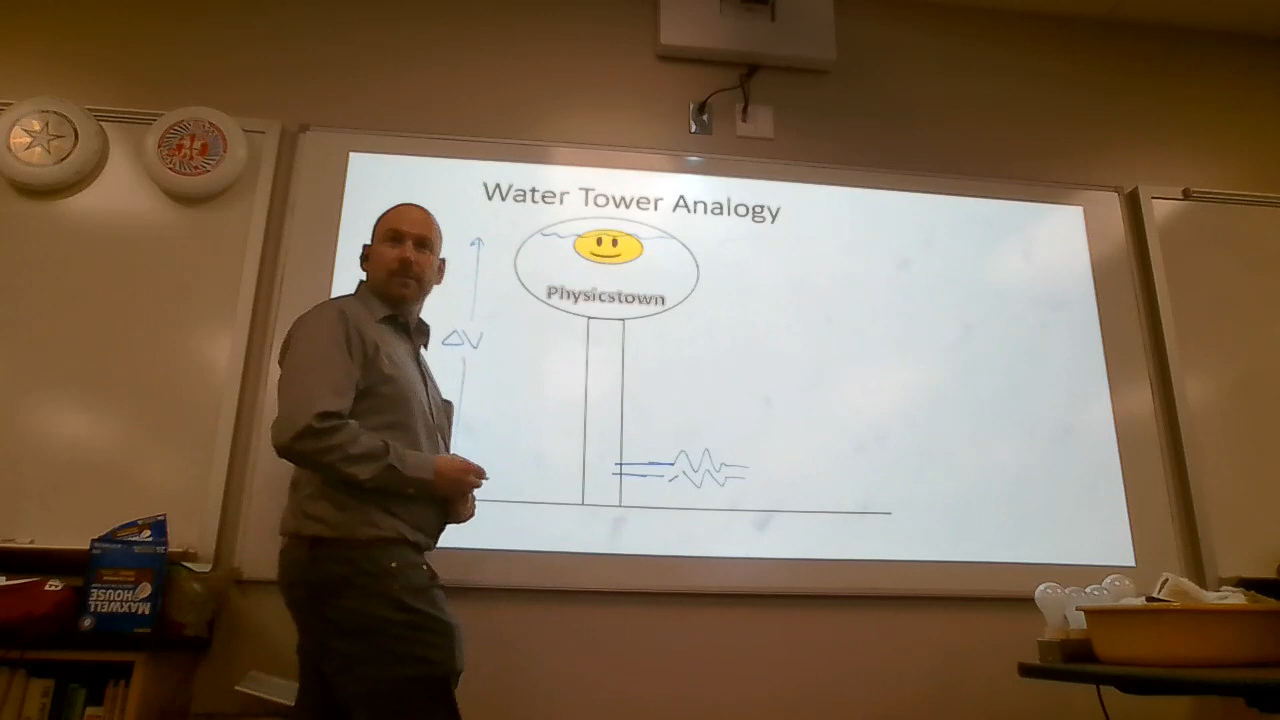 Water Tower Analogy
Physicstown
ΔV
MAXWELL
HOUSE